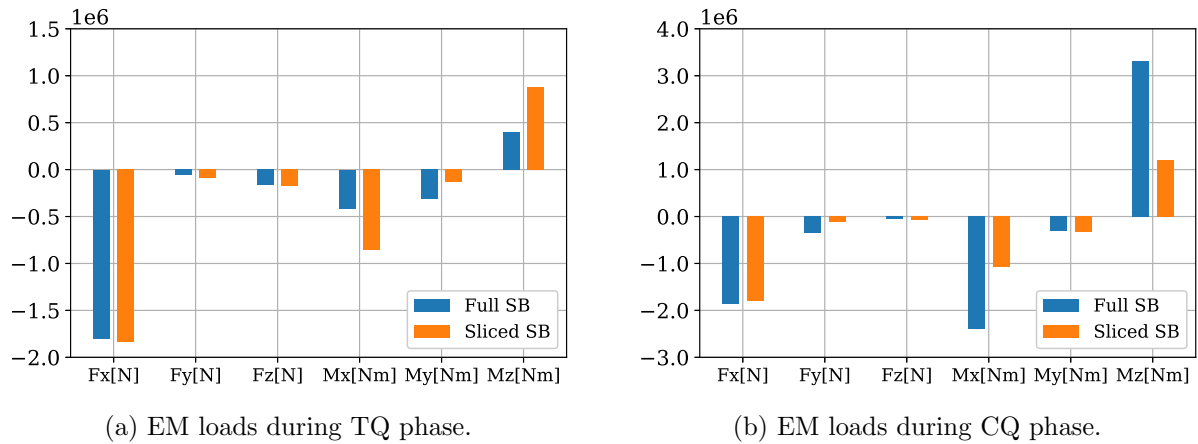 1e6
1.5
1.0
0.5
0.0
−0.5
−1.0
−1.5
−2.0
Fx[N] Fy[N] Fz[N] Mx[Nm] My[Nm] Mz[Nm]
Full SB
Sliced SB
(a) EM loads during TQ phase.
1e6
4.0
3.0
2.0
1.0
0.0
−1.0
−2.0
−3.0
Fx[N] Fy[N] Fz[N] Mx[Nm] My[Nm] Mz[Nm]
Full SB
Sliced SB
(b) EM loads during CQ phase.